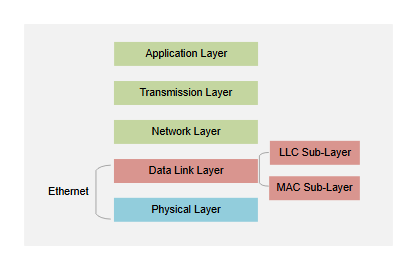 Application Layer
Transmission Layer
Network Layer
Data Link Layer
LLC Sub-Layer
MAC Sub-Layer
Ethernet
Physical Layer